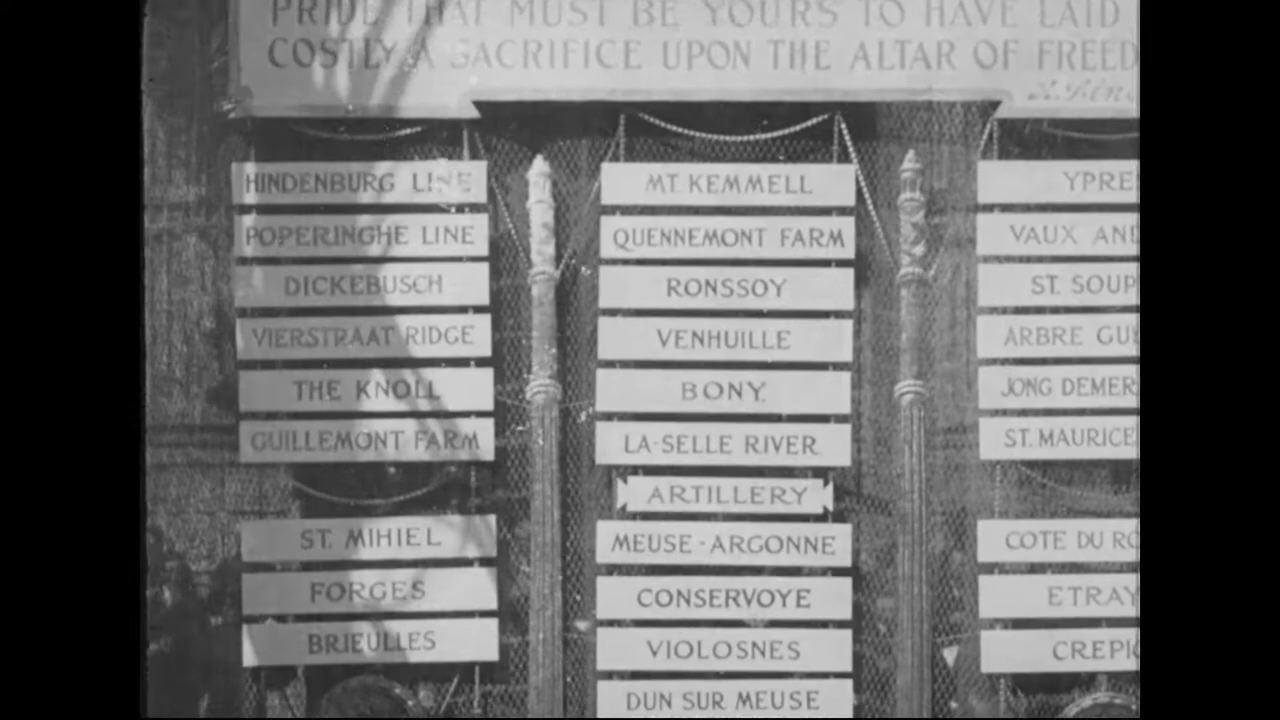 PRIDE THAT MUST BE YOURS TO HAVE LAID
COSTLY A SACRIFICE UPON THE ALTAR OF FREED
HINDENBURG LINE
POPERINGHE LINE
DICKEBUSCH
VIERSTRAAT RIDGE
THE KNOLL
GUILLEMONT FARM
ST. MIHIEL
FORGES
BRIEULLES
MT. KEMMELL
QUENNEMONT FARM
RONSSOY
VENHUILLE
BONY.
LA-SELLE RIVER
ARTILLERY
MEUSE-ARGONNE
CONSERVOYE
VIOLOSNES
DUN SUR MEUSE
YPRE
VAUX AND
ST. SOUP
ARBRE GU
JONG DEMER
ST. MAURICE
COTE DU RO
ETRAY
CREPI